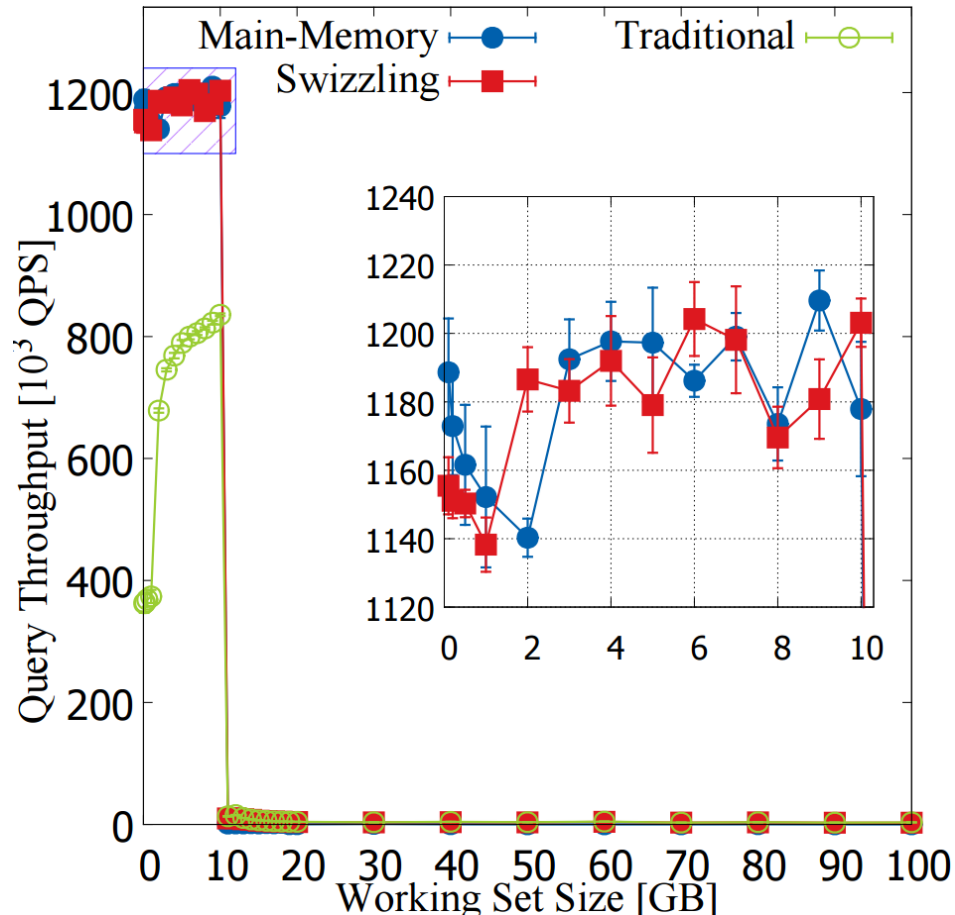 Main-Memory
Traditional
Swizzling
Query Throughput [10³ QPS]
1200
1000
800
600
400
200
0
1240
1220
1200
1180
1160
1140
1120
0 2 4 6 8 10
0 10 20 30 40 50 60 70 80 90 100
Working Set Size [GB]